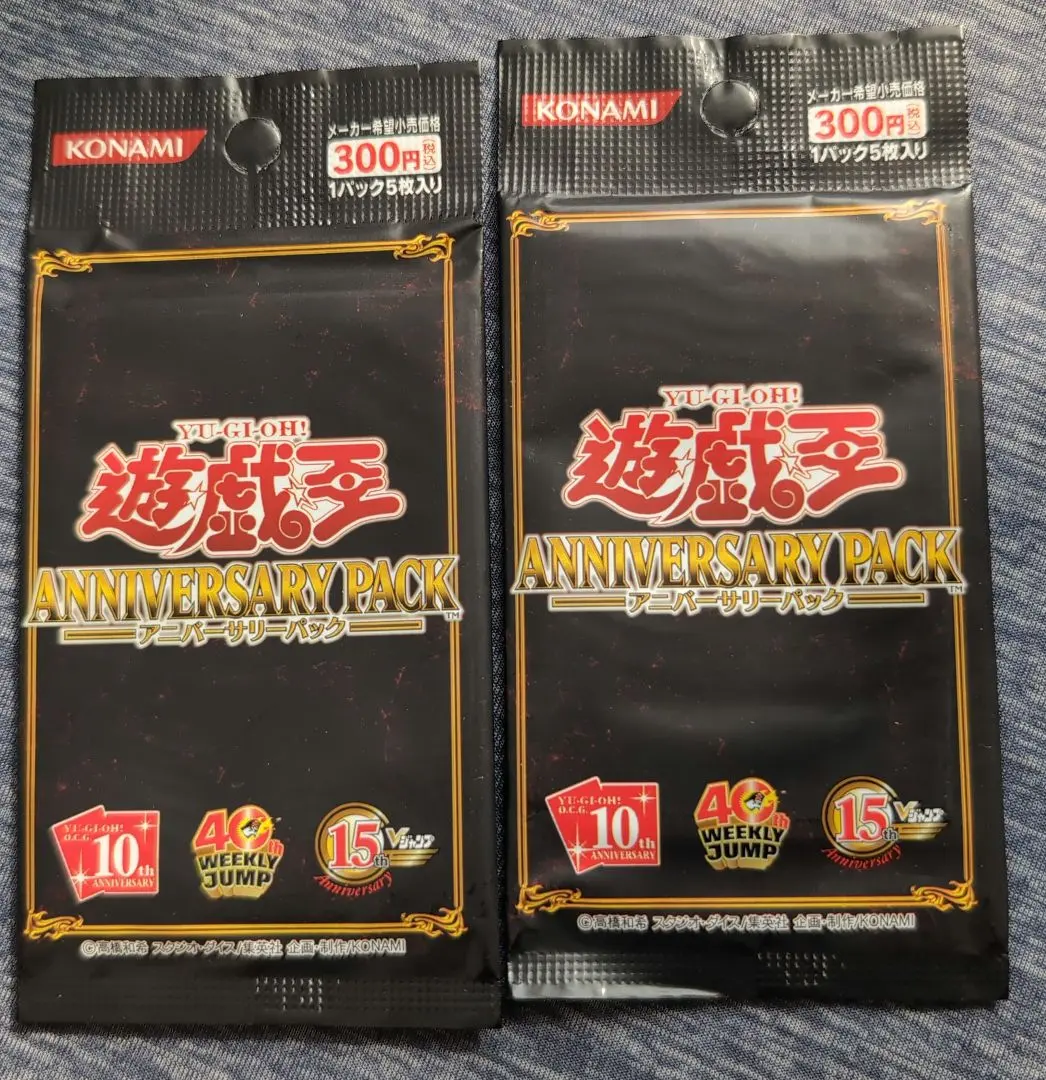 KONAMI
メーカー希望小売価格
300円(税込)
1パック5枚入り
YU-GI-OH!
遊戯王
ANNIVERSARY PACK™
アニバーサリーパック
YU-GI-OH!
O.C.G.
10th
ANNIVERSARY
40th
WEEKLY
JUMP
15th
Vジャンプ
Anniversary
©高橋和希 スタジオ・ダイス/集英社 企画・制作/KONAMI
KONAMI
メーカー希望小売価格
300円(税込)
1パック5枚入り
YU-GI-OH!
遊戯王
ANNIVERSARY PACK™
アニバーサリーパック
YU-GI-OH!
O.C.G.
10th
ANNIVERSARY
40th
WEEKLY
JUMP
15th
Vジャンプ
Anniversary
©高橋和希 スタジオ・ダイス/集英社 企画・制作/KONAMI